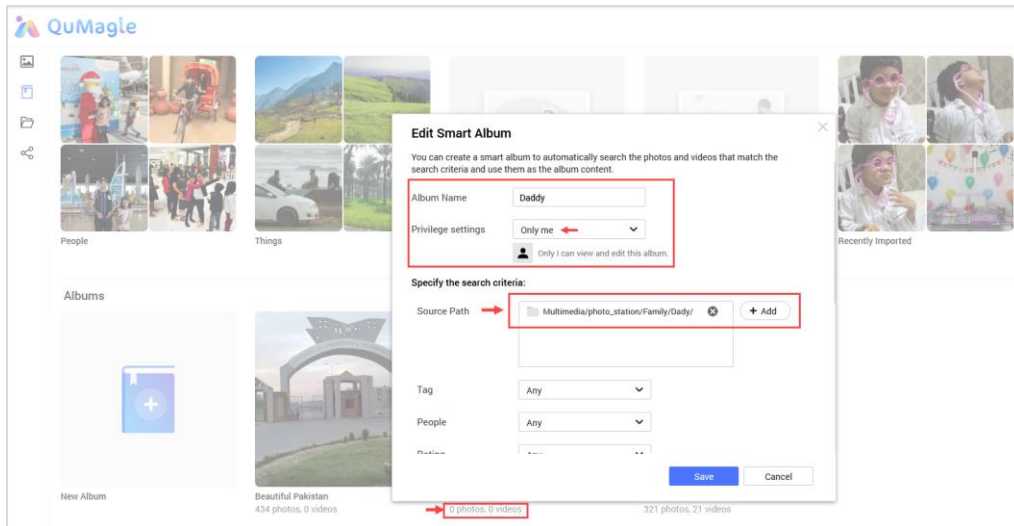 QuMagie
Edit Smart Album
You can create a smart album to automatically search the photos and videos that match the
search criteria and use them as the album content.
Album Name
Daddy
Privilege settings
Only me
Only I can view and edit this album.
Specify the search criteria:
Source Path
Multimedia/photo_station/Family/Dady/
+ Add
Tag
Any
People
Any
Rating
Any
Save
Cancel
People
Things
Recently Imported
Albums
New Album
Beautiful Pakistan
434 photos, 0 videos
0 photos, 0 videos
321 photos, 21 videos